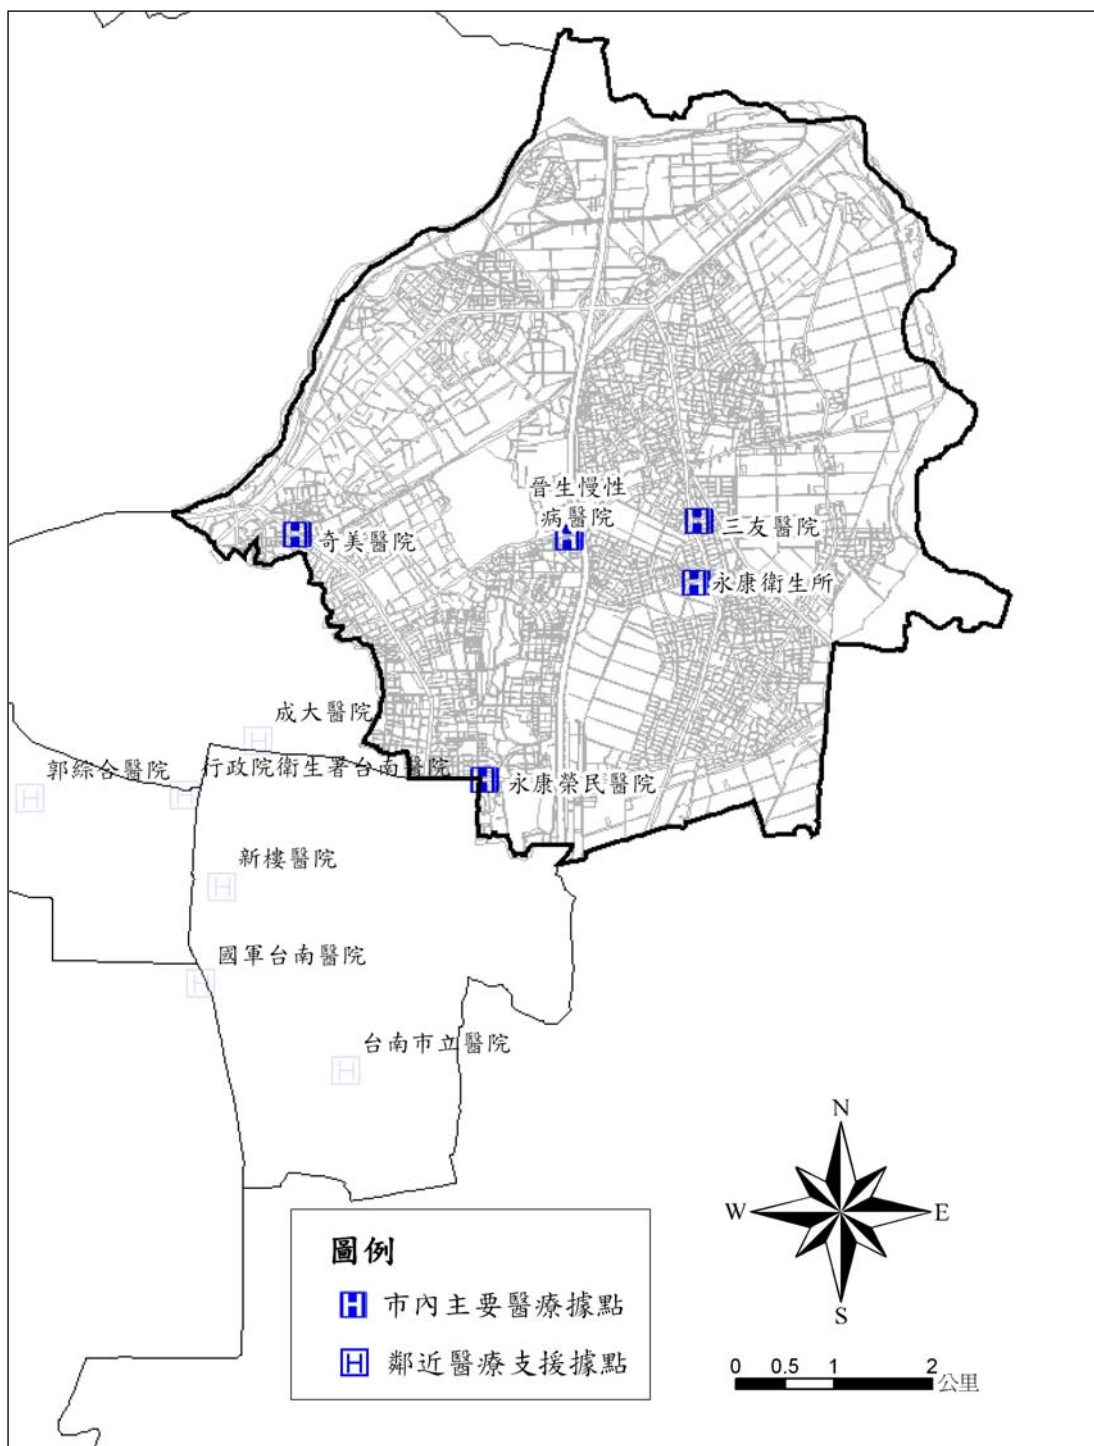 晉生慢性
病醫院
三友醫院
奇美醫院
永康衛生所
成大醫院
郭綜合醫院
行政院衛生署台南醫院
永康榮民醫院
新樓醫院
國軍台南醫院
台南市立醫院
N
W
E
S
圖例
H 市內主要醫療據點
H 鄰近醫療支援據點
0 0.5 1 2
公里